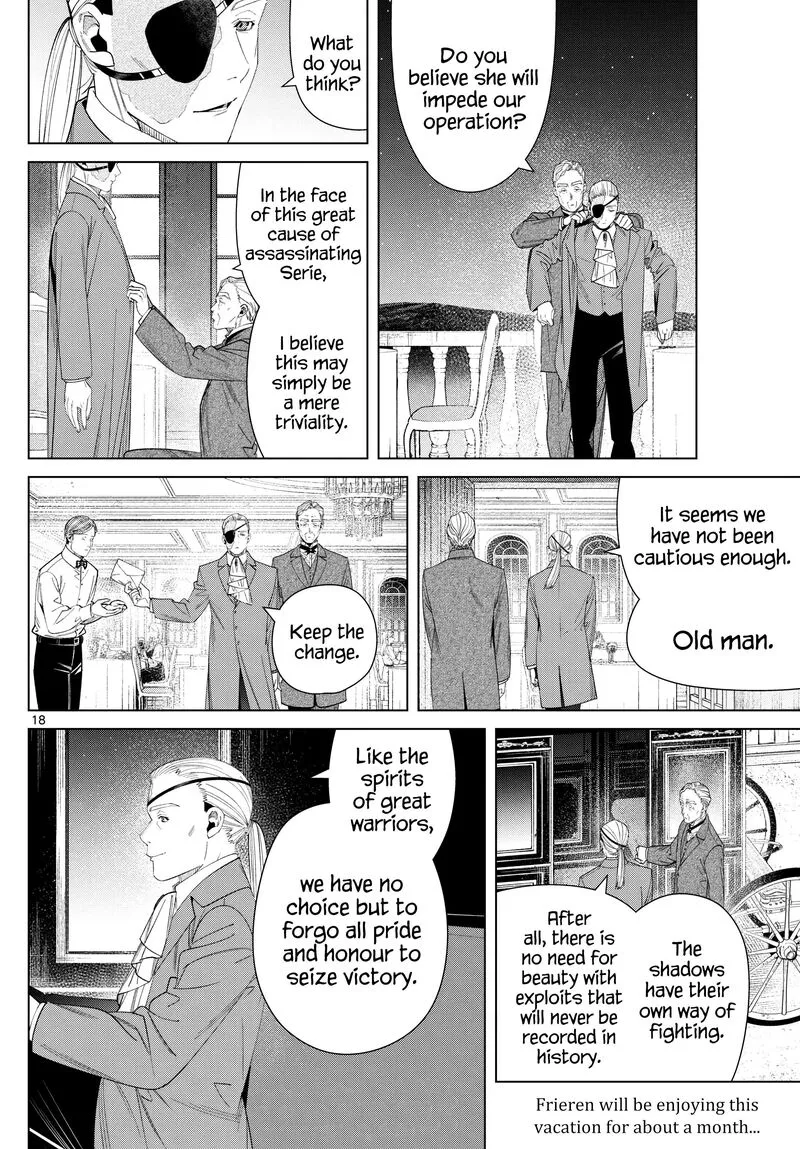 Do you
believe she will
impede our
operation?
What
do you
think?
In the face
of this great
cause of
assassinating
Serie,
I believe
this may
simply be
a mere
triviality.
It seems we
have not been
cautious enough.
Old man.
Keep the
change.
18
The
shadows
have their
own way of
fighting.
After
all, there is
no need for
beauty with
exploits that
will never be
recorded in
history.
Like the
spirits
of great
warriors,
we have no
choice but to
forgo all pride
and honour to
seize victory.
Frieren will be enjoying this
vacation for about a month...